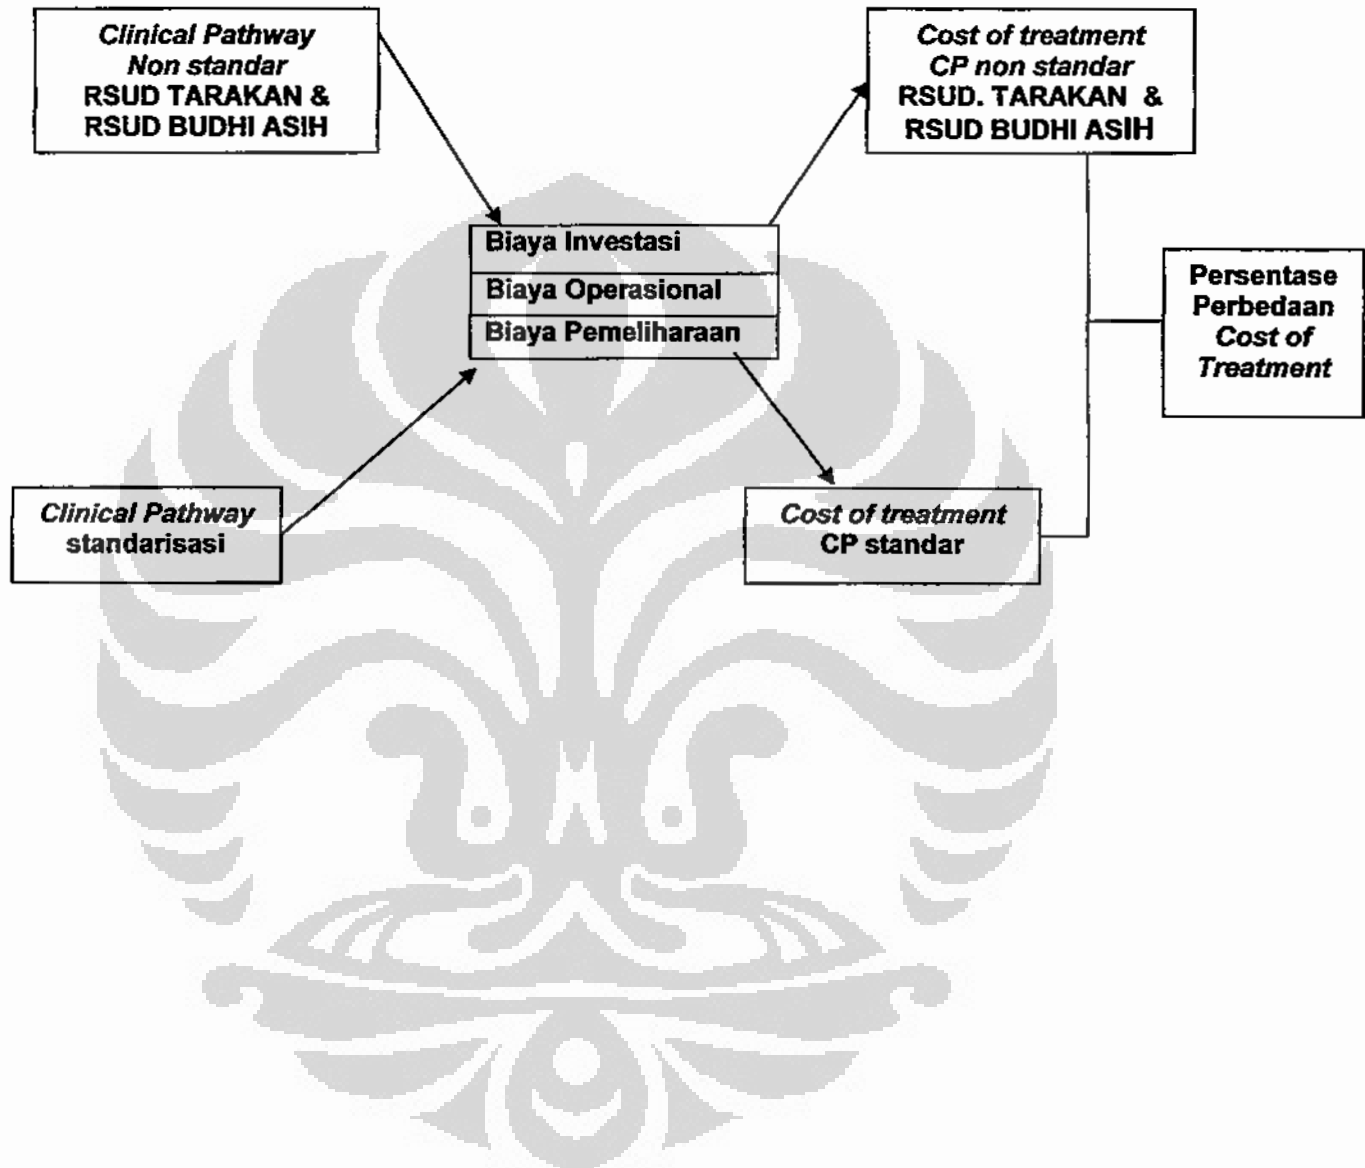 Clinical Pathway
Non standar
RSUD TARAKAN &
RSUD BUDHI ASIH
Cost of treatment
CP non standar
RSUD. TARAKAN &
RSUD BUDHI ASIH
Biaya Investasi
Biaya Operasional
Biaya Pemeliharaan
Persentase
Perbedaan
Cost of
Treatment
Clinical Pathway
standarisasi
Cost of treatment
CP standar